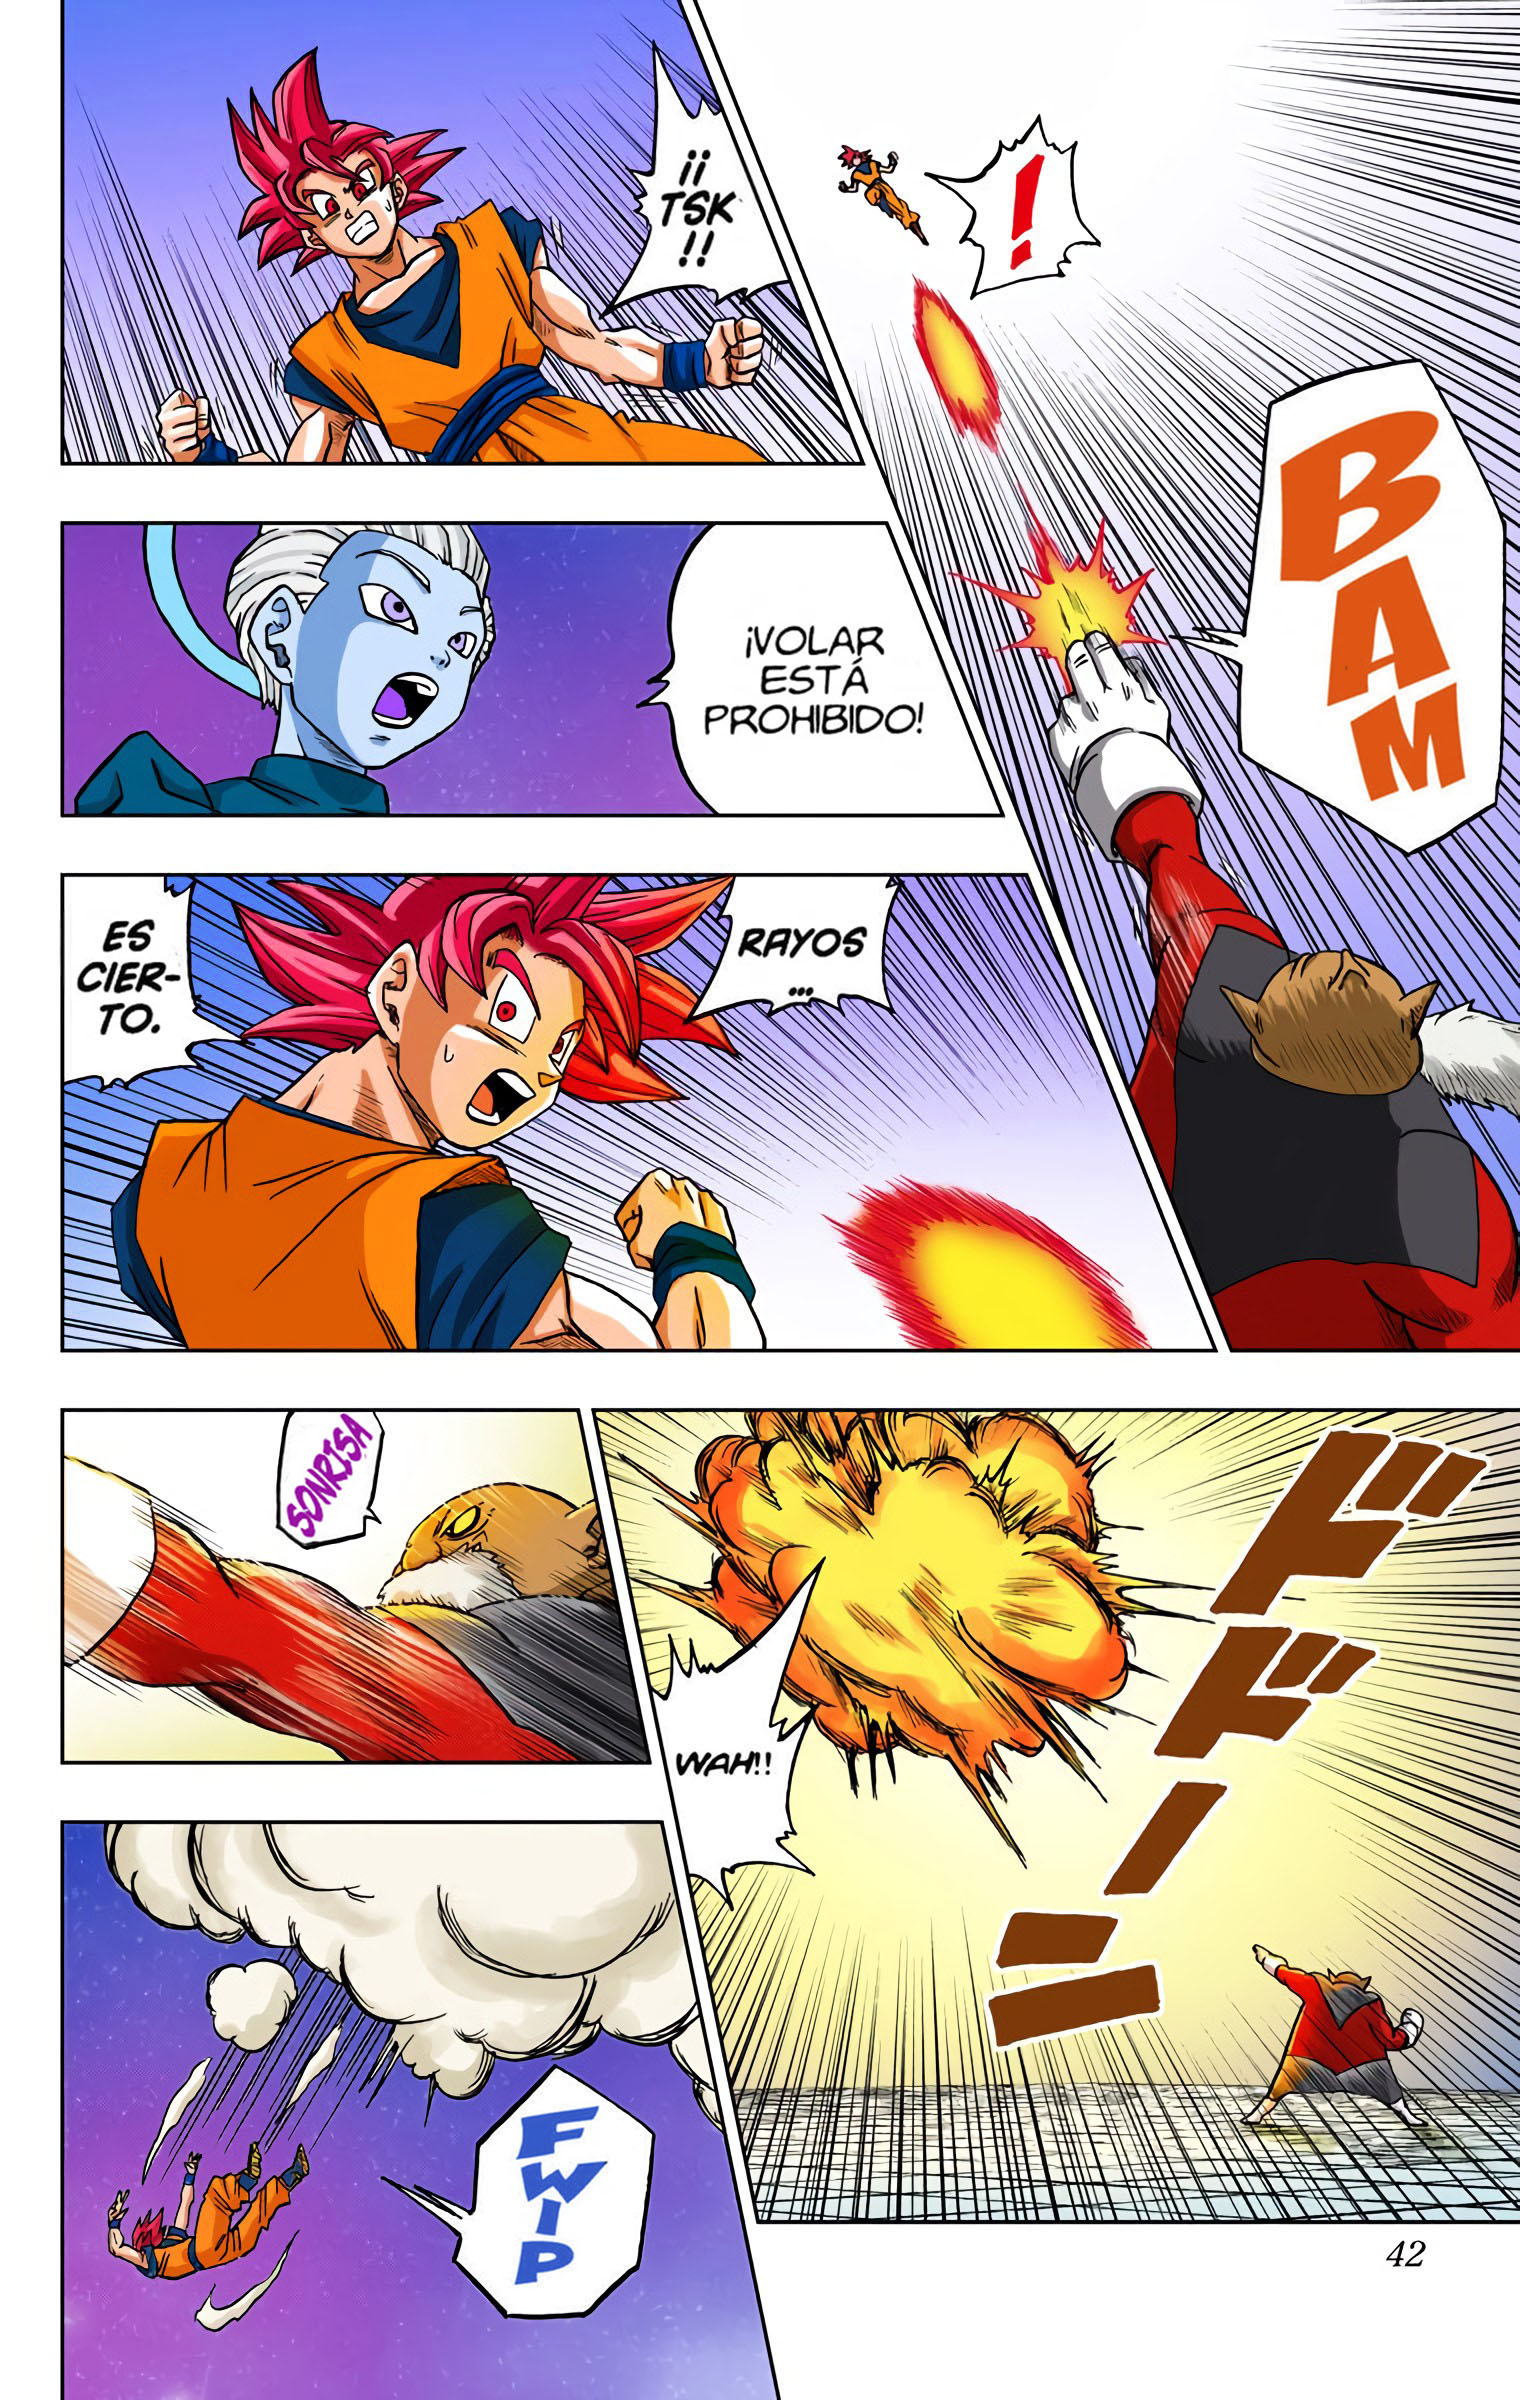 !
BAM
¡¡
TSK
!!
¡VOLAR
ESTÁ
PROHIBIDO!
RAYOS
...
ES
CIER-
TO.
ドドーン
WAH!!
SONRISA
FWIP
42